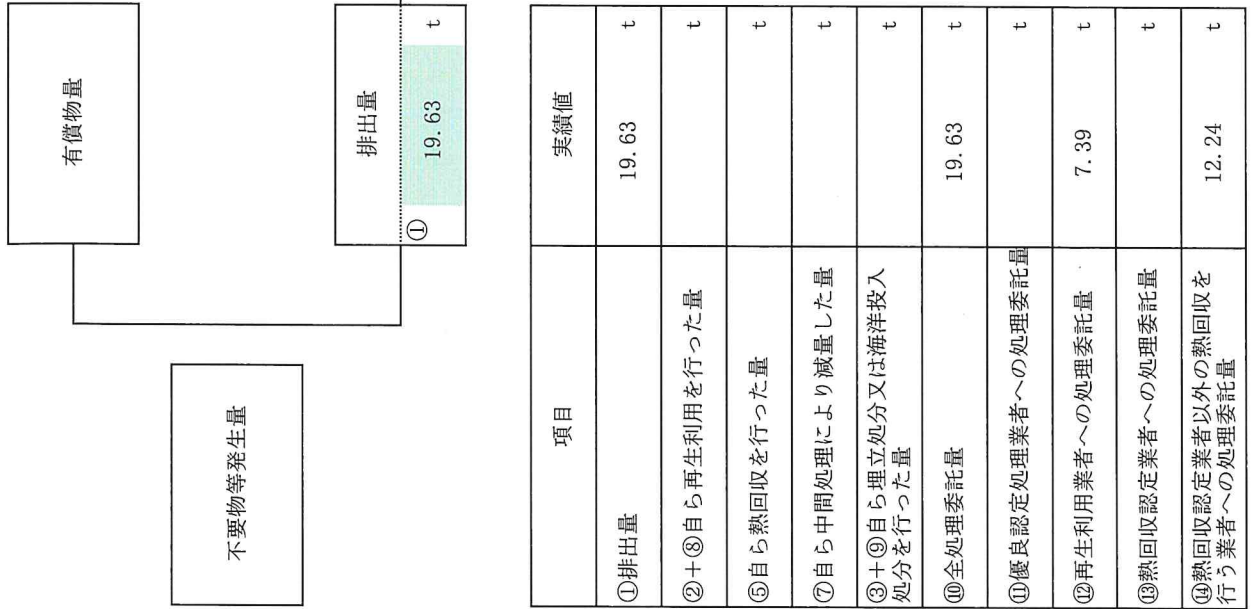 有償物量
不要物等発生量
排出量
① 19.63 t
項目 実績値
①排出量 19.63 t
②+⑧自ら再生利用を行った量 t
⑤自ら熱回収を行った量 t
⑦自ら中間処理により減量した量 t
③+⑨自ら埋立処分又は海洋投入
処分を行った量 t
⑩全処理委託量 19.63 t
⑪優良認定処理業者への処理委託量 t
⑫再生利用業者への処理委託量 7.39 t
⑬熱回収認定業者への処理委託量 t
⑭熱回収認定業者以外の熱回収を
行う業者への処理委託量 12.24 t